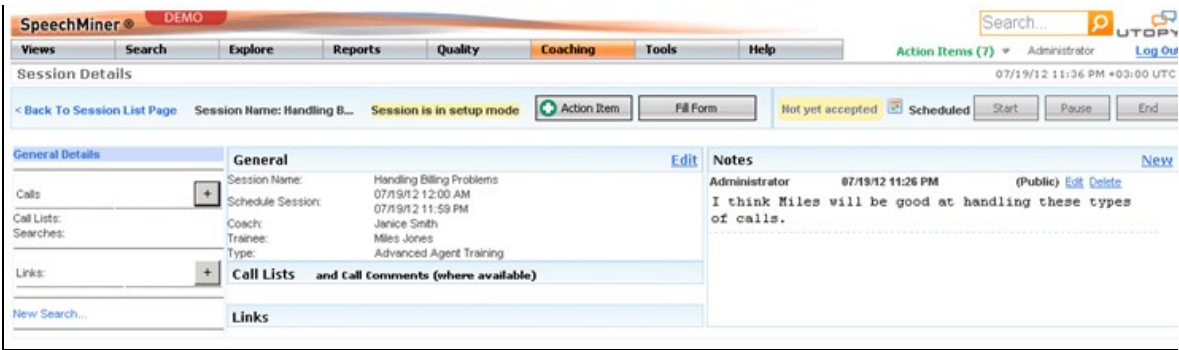 SpeechMiner ® DEMO Search... UTOPY
Views Search Explore Reports Quality Coaching Tools Help Action Items (7) Administrator Log Out
Session Details 07/19/12 11:36 PM +03:00 UTC
< Back To Session List Page Session Name: Handling B... Session is in setup mode Action Item Fill Form Not yet accepted Scheduled Start Pause End
General Details
Calls +
Call Lists:
Searches:
Links: +
New Search...
General Edit
Session Name: Handling Billing Problems
Schedule Session: 07/19/12 12:00 AM
07/19/12 11:59 PM
Coach: Janice Smith
Trainee: Miles Jones
Type: Advanced Agent Training
Call Lists and Call Comments (where available)
Links
Notes New
Administrator 07/19/12 11:26 PM (Public) Edit Delete
I think Miles will be good at handling these types
of calls.